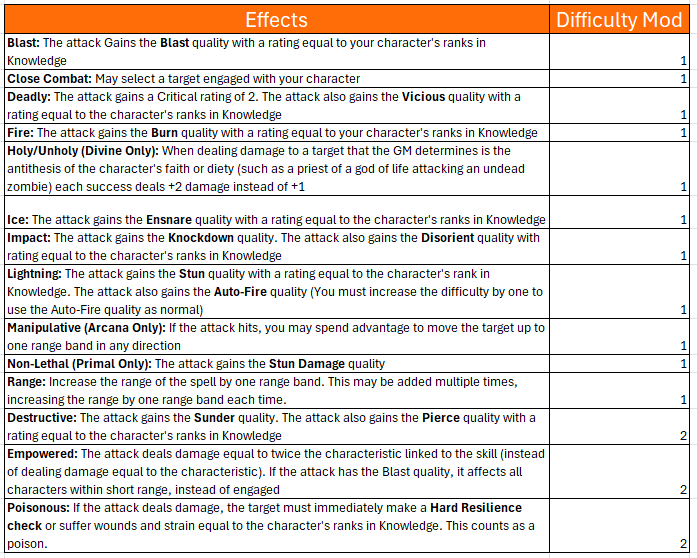 Effects Difficulty Mod
Blast: The attack Gains the Blast quality with a rating equal to your character's ranks in
Knowledge 1
Close Combat: May select a target engaged with your character 1
Deadly: The attack gains a Critical rating of 2. The attack also gains the Vicious quality with a
rating equal to the character's ranks in Knowledge 1
Fire: The attack gains the Burn quality with a rating equal to your character's ranks in Knowledge 1
Holy/Unholy (Divine Only): When dealing damage to a target that the GM determines is the
antithesis of the character's faith or diety (such as a priest of a god of life attacking an undead
zombie) each success deals +2 damage instead of +1 1
Ice: The attack gains the Ensnare quality with a rating equal to the character's ranks in Knowledge 1
Impact: The attack gains the Knockdown quality. The attack also gains the Disorient quality with
rating equal to the character's ranks in Knowledge 1
Lightning: The attack gains the Stun quality with a rating equal to the character's rank in
Knowledge. The attack also gains the Auto-Fire quality (You must increase the difficulty by one to
use the Auto-Fire quality as normal) 1
Manipulative (Arcana Only): If the attack hits, you may spend advantage to move the target up to
one range band in any direction 1
Non-Lethal (Primal Only): The attack gains the Stun Damage quality 1
Range: Increase the range of the spell by one range band. This may be added multiple times,
increasing the range by one range band each time. 1
Destructive: The attack gains the Sunder quality. The attack also gains the Pierce quality with a
rating equal to the character's ranks in Knowledge 2
Empowered: The attack deals damage equal to twice the characteristic linked to the skill (instead
of dealing damage equal to the characteristic). If the attack has the Blast quality, it affects all
characters within short range, instead of engaged 2
Poisonous: If the attack deals damage, the target must immediately make a Hard Resilience
check or suffer wounds and strain equal to the character's ranks in Knowledge. This counts as a
poison. 2